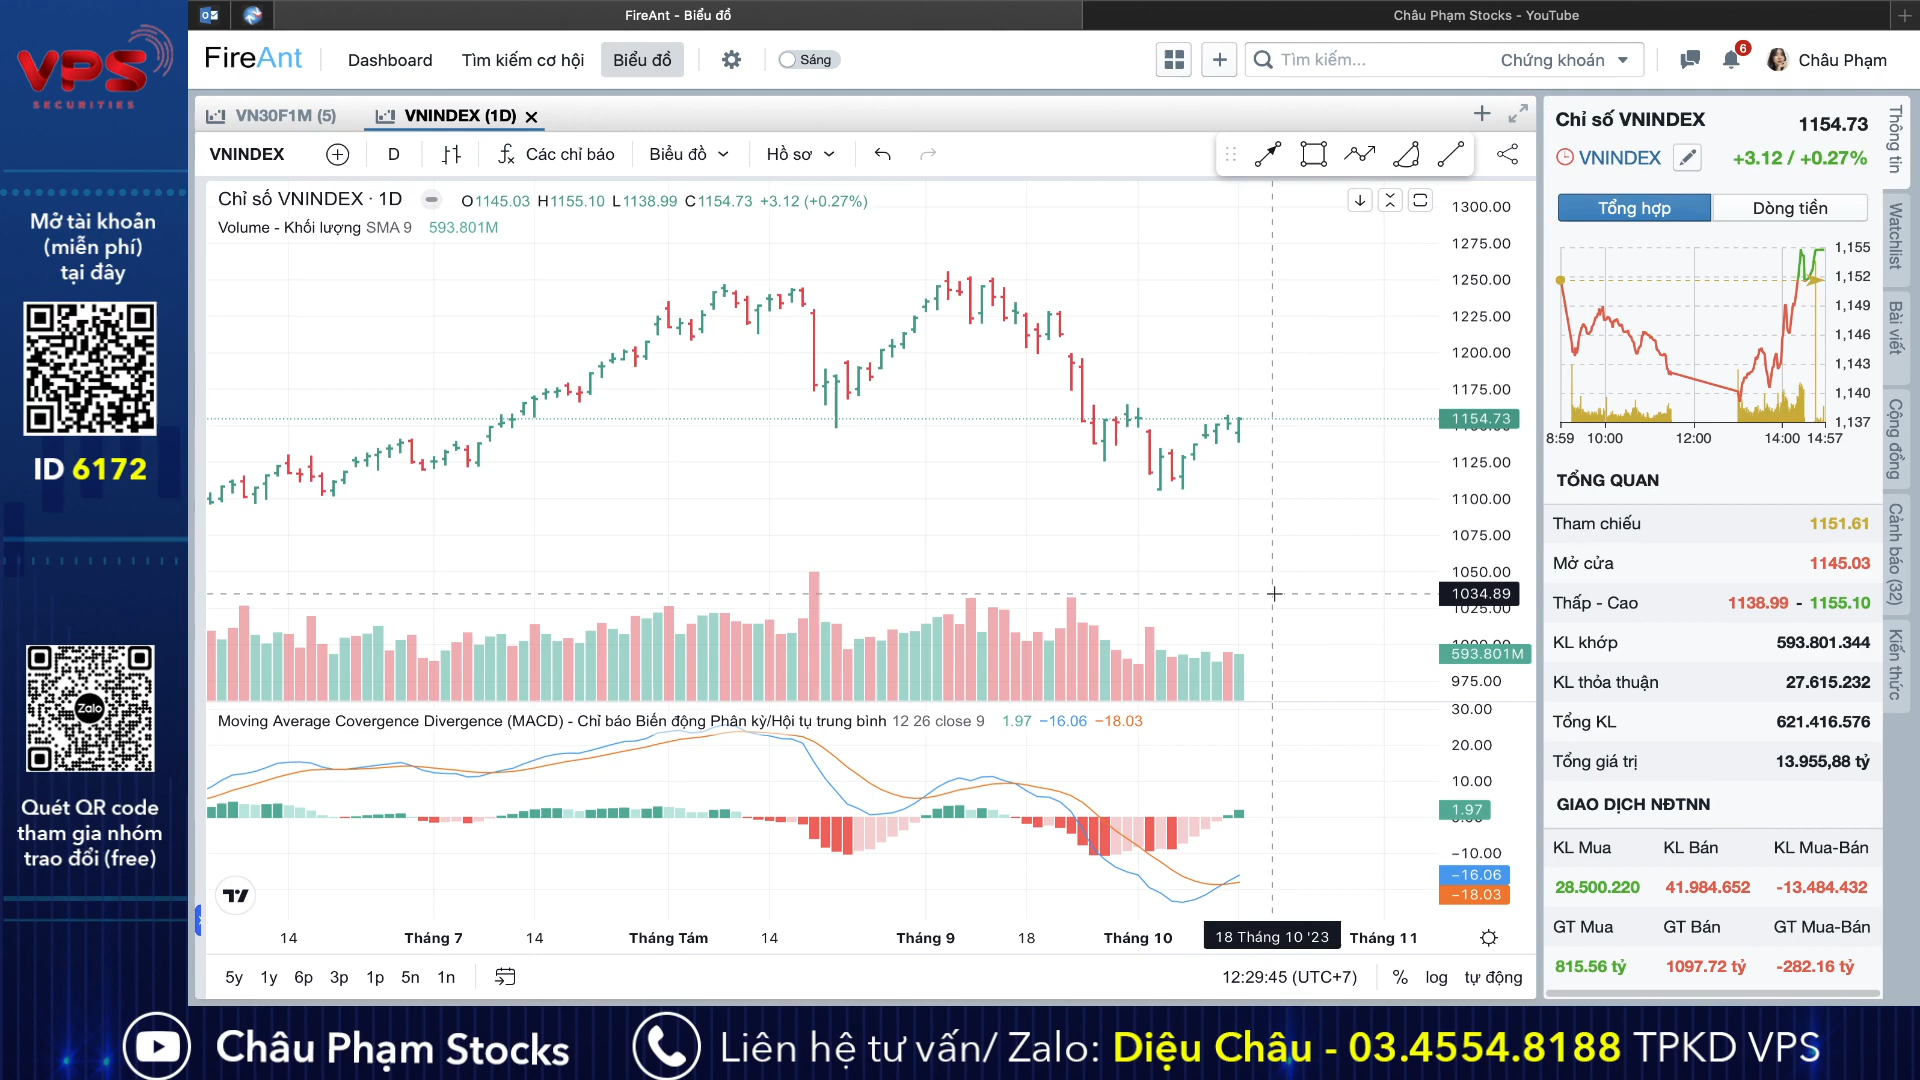 FireAnt - Biểu đồ
Châu Phạm Stocks - YouTube
VPS
SECURITIES
Mở tài khoản
(miễn phí)
tại đây
ID 6172
Zalo
Quét QR code
tham gia nhóm
trao đổi (free)
FireAnt
Dashboard
Tìm kiếm cơ hội
Biểu đồ
Sáng
Tìm kiếm...
Chứng khoán
6
Châu Phạm
VN30F1M (5)
VNINDEX (1D)
VNINDEX
D
Các chỉ báo
Biểu đồ
Hồ sơ
Chỉ số VNINDEX · 1D
O1145.03 H1155.10 L1138.99 C1154.73 +3.12 (+0.27%)
Volume - Khối lượng SMA 9 593.801M
1300.00
1275.00
1250.00
1225.00
1200.00
1175.00
1154.73
1125.00
1100.00
1075.00
1050.00
1034.89
1025.00
593.801M
975.00
Moving Average Covergence Divergence (MACD) - Chỉ báo Biến động Phân kỳ/Hội tụ trung bình 12 26 close 9 1.97 −16.06 −18.03
30.00
20.00
10.00
1.97
−10.00
−16.06
−18.03
14
Tháng 7
14
Tháng Tám
14
Tháng 9
18
Tháng 10
18 Tháng 10 '23
Tháng 11
5y 1y 6p 3p 1p 5n 1n
12:29:45 (UTC+7)
% log tự động
Chỉ số VNINDEX
1154.73
VNINDEX
+3.12 / +0.27%
Tổng hợp
Dòng tiền
1,155
1,152
1,149
1,146
1,143
1,140
1,137
8:59 10:00 12:00 14:00 14:57
TỔNG QUAN
Tham chiếu 1151.61
Mở cửa 1145.03
Thấp - Cao 1138.99 - 1155.10
KL khớp 593.801.344
KL thỏa thuận 27.615.232
Tổng KL 621.416.576
Tổng giá trị 13.955,88 tỷ
GIAO DỊCH NĐTNN
KL Mua KL Bán KL Mua-Bán
28.500.220 41.984.652 -13.484.432
GT Mua GT Bán GT Mua-Bán
815.56 tỷ 1097.72 tỷ -282.16 tỷ
Thông tin
Watchlist
Bài viết
Cộng đồng
Cảnh báo (32)
Kiến thức
Châu Phạm Stocks
Liên hệ tư vấn/ Zalo: Diệu Châu - 03.4554.8188 TPKD VPS